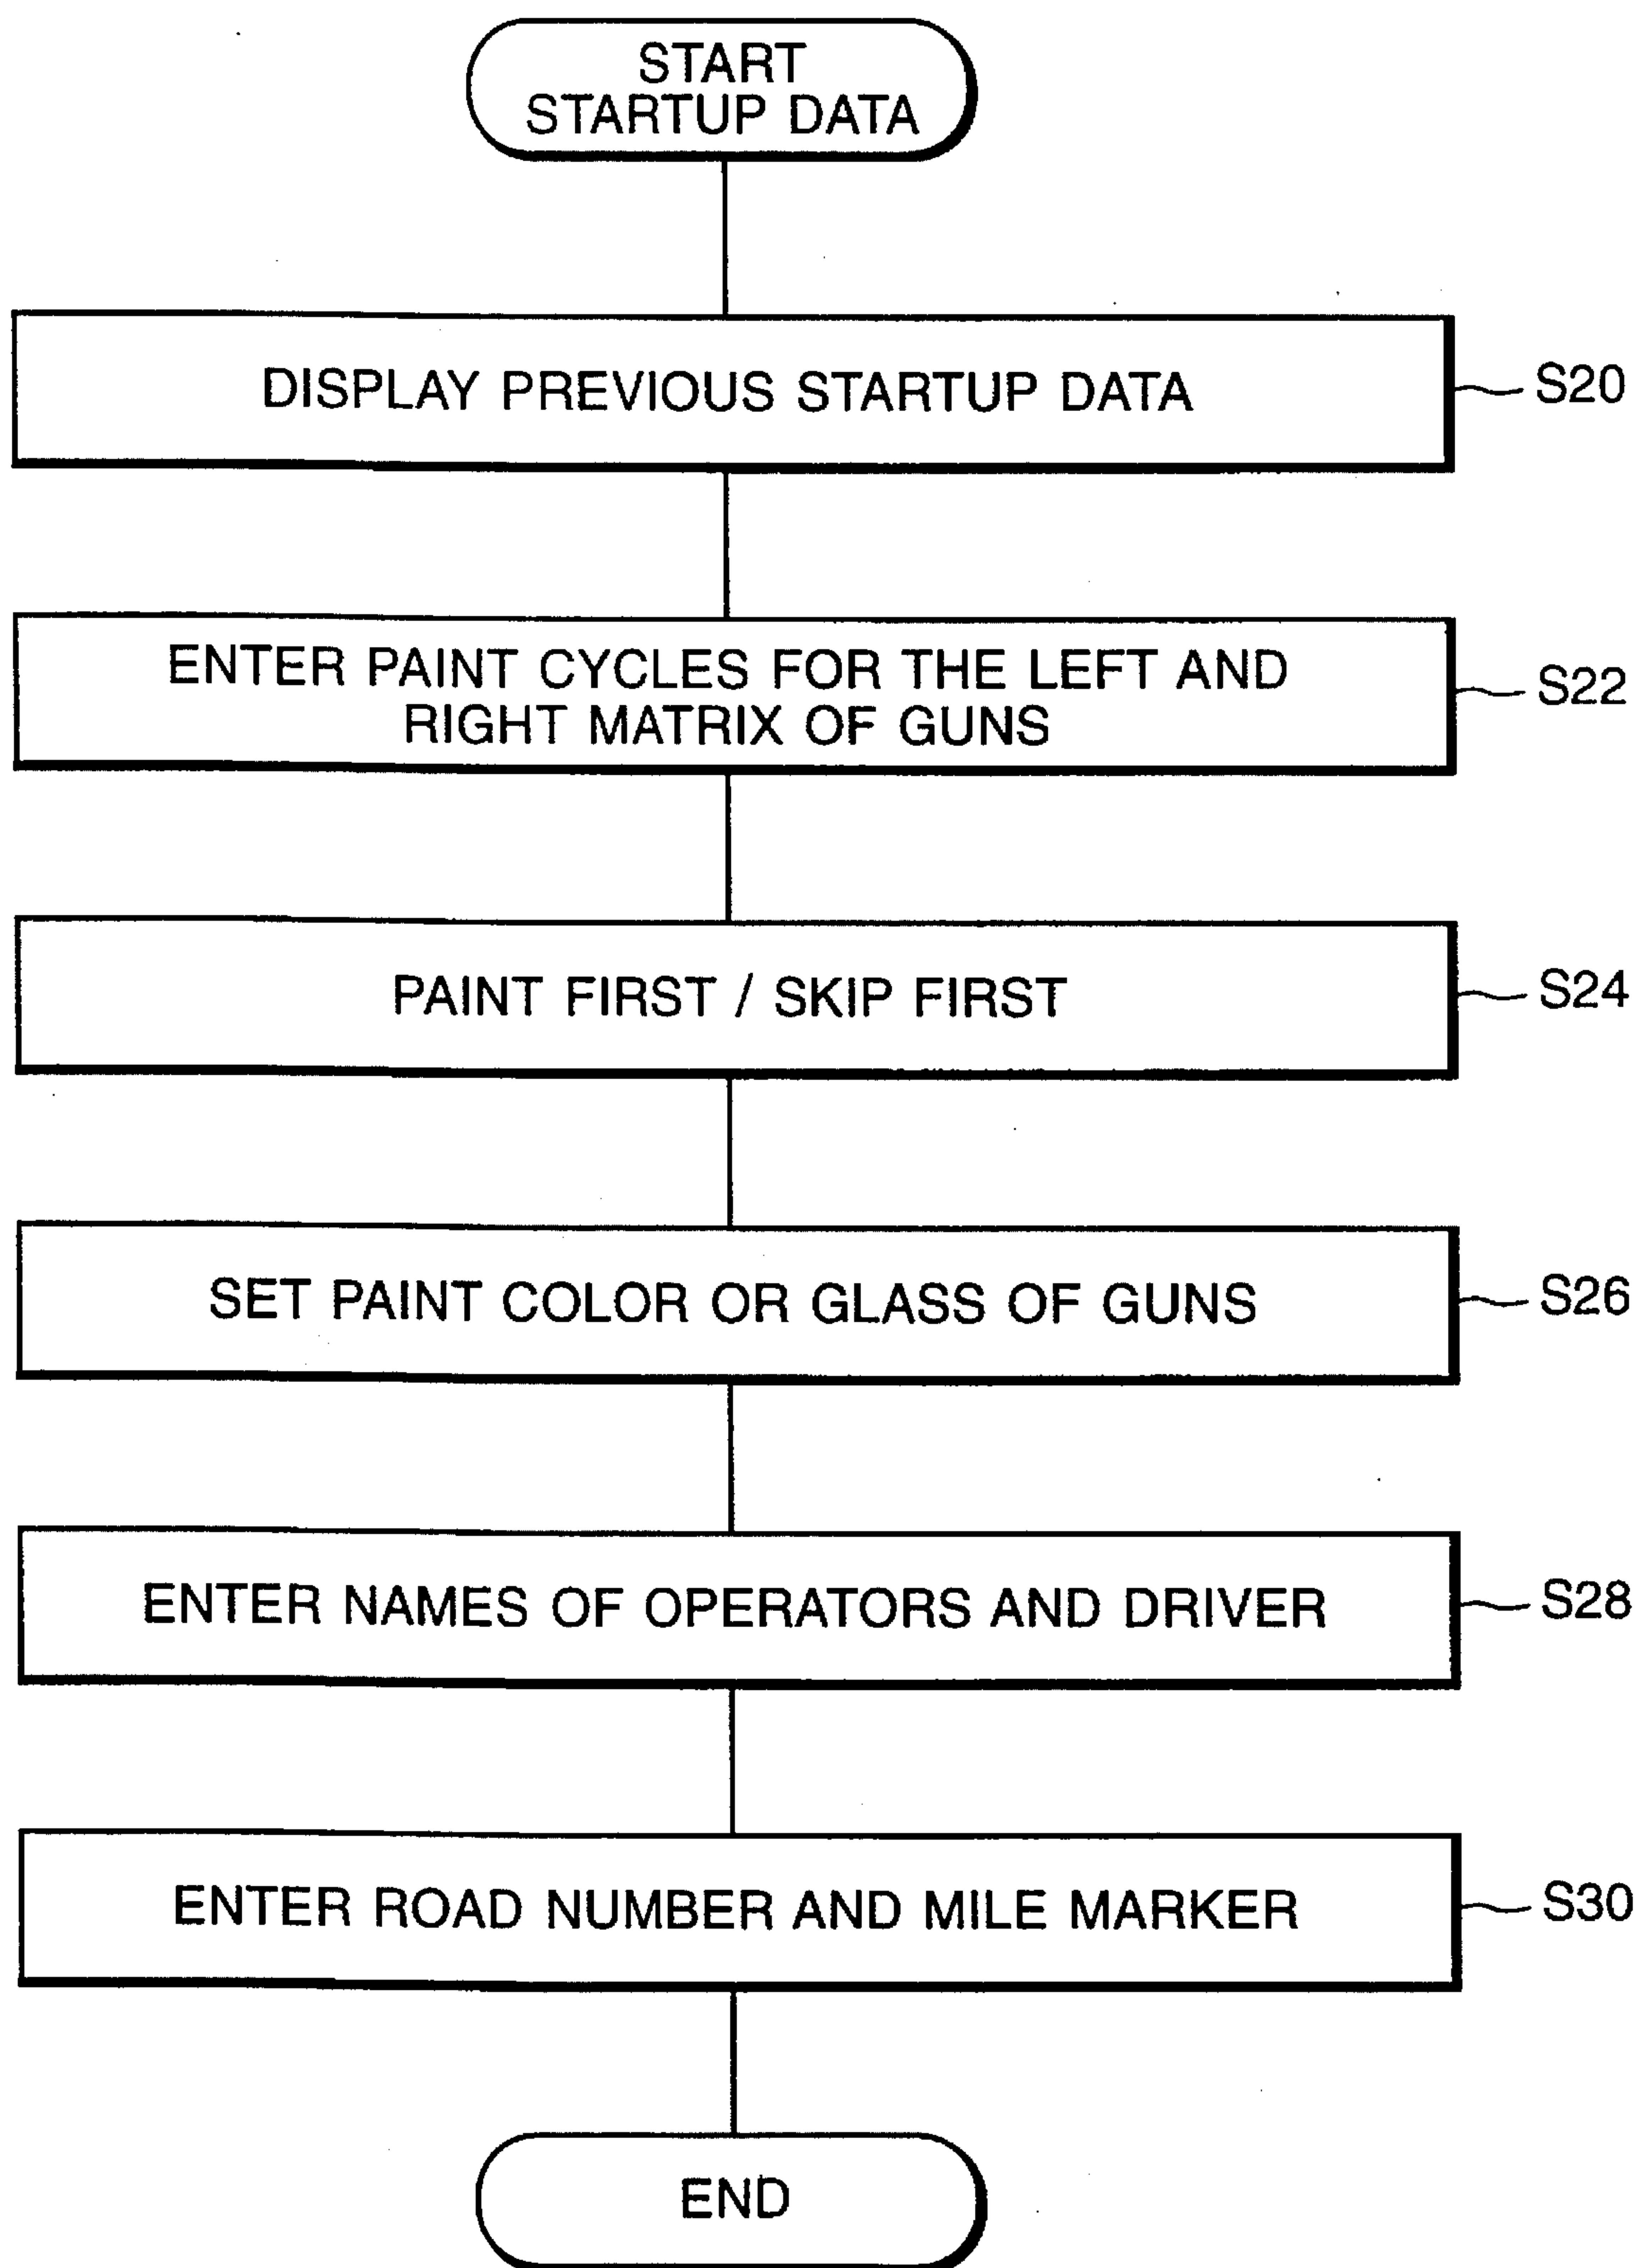 START
STARTUP DATA
DISPLAY PREVIOUS STARTUP DATA
S20
ENTER PAINT CYCLES FOR THE LEFT AND
RIGHT MATRIX OF GUNS
S22
PAINT FIRST / SKIP FIRST
S24
SET PAINT COLOR OR GLASS OF GUNS
S26
ENTER NAMES OF OPERATORS AND DRIVER
S28
ENTER ROAD NUMBER AND MILE MARKER
S30
END